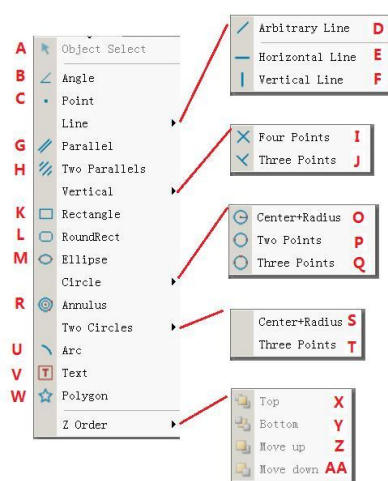 A Object Select
B Angle
C Point
Line
G Parallel
H Two Parallels
Vertical
K Rectangle
L RoundRect
M Ellipse
Circle
R Annulus
Two Circles
U Arc
V T Text
W Polygon
Z Order
Arbitrary Line D
Horizontal Line E
Vertical Line F
Four Points I
Three Points J
Center+Radius O
Two Points P
Three Points Q
Center+Radius S
Three Points T
Top X
Bottom Y
Move up Z
Move down AA